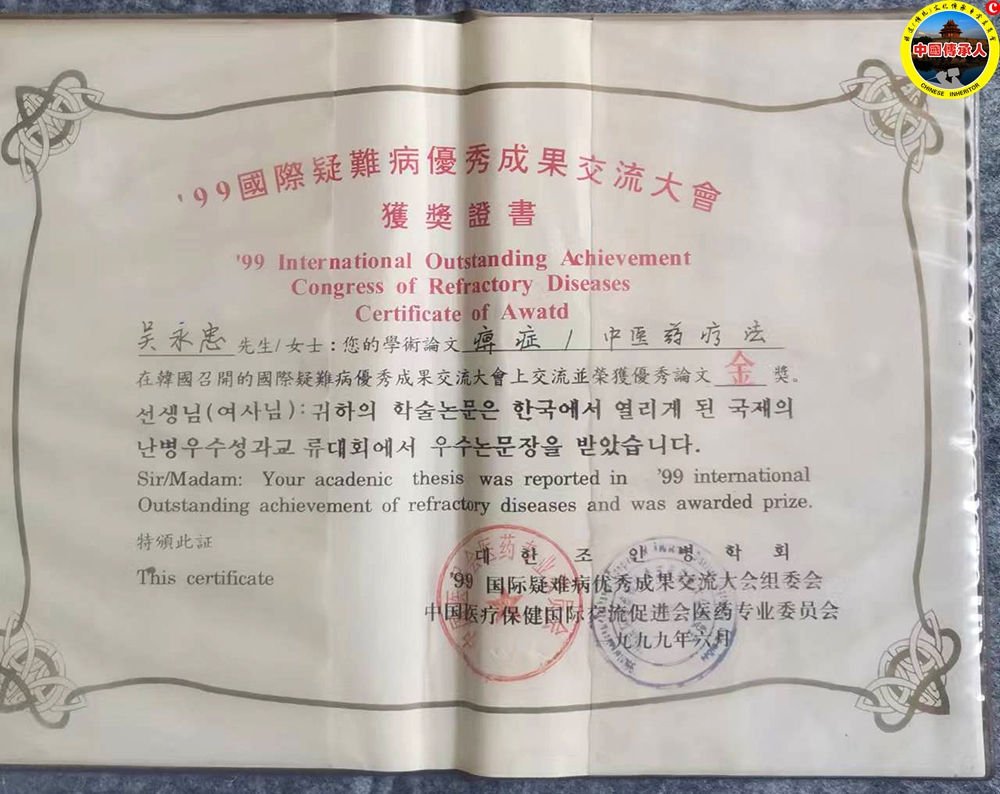 '99國際疑難病優秀成果交流大會
獲獎證書
'99 International Outstanding Achievement
Congress of Refractory Diseases
Certificate of Awatd
吴永忠 先生/女士：您的學術論文 痹症 / 中医药疗法
在韓國召開的國際疑難病優秀成果交流大會上交流並榮獲優秀論文 金 獎。
선생님(여사님)：귀하의 학술논문은 한국에서 열리게 된 국제의
난병우수성과교 류대회에서 우수논문장을 받았습니다.
Sir/Madam: Your acadenic thesis was reported in '99 international
Outstanding achievement of refractory diseases and was awarded prize.
特頒此証
This certificate
대 한 조 인 병 학 회
'99 国际疑难病优秀成果交流大会组委会
中国医疗保健国际交流促进会医药专业委员会
一九九九年六月
中國傳承人
CHINESE INHERITOR
C